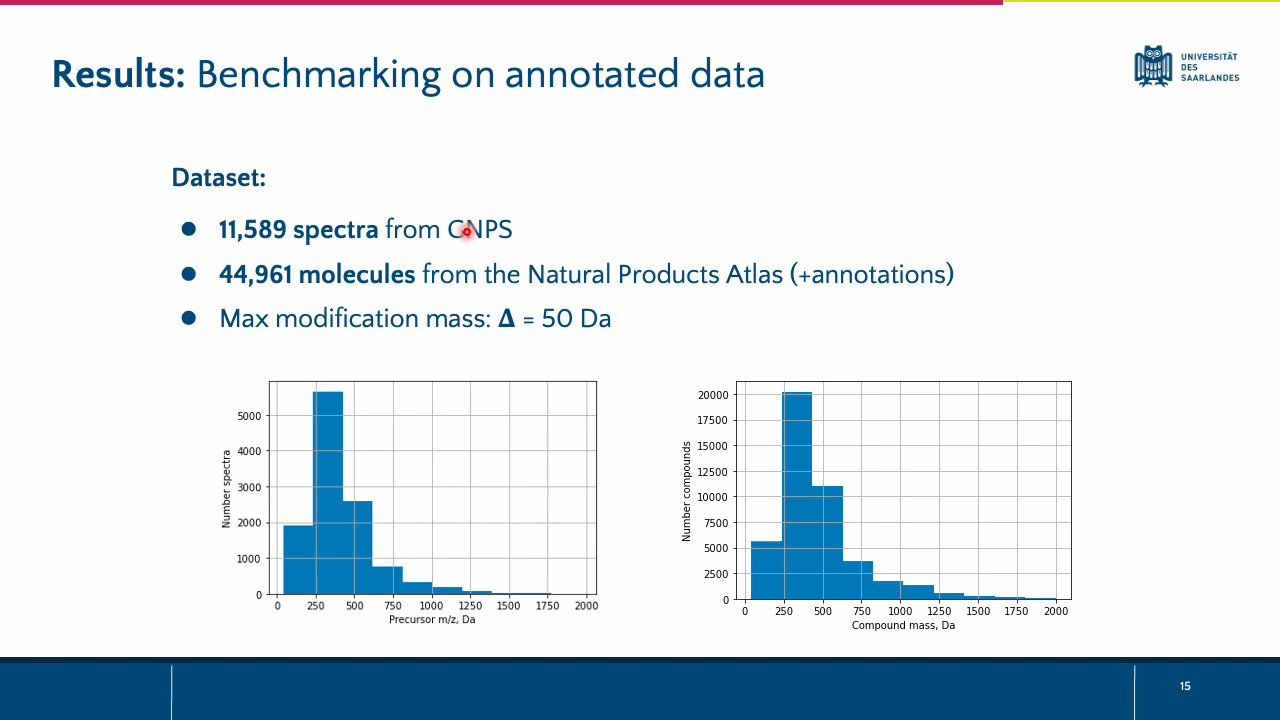 Results: Benchmarking on annotated data
UNIVERSITÄT
DES
SAARLANDES
Dataset:
● 11,589 spectra from GNPS
● 44,961 molecules from the Natural Products Atlas (+annotations)
● Max modification mass: Δ = 50 Da
Number spectra
5000
4000
3000
2000
1000
0
0 250 500 750 1000 1250 1500 1750 2000
Precursor m/z, Da
Number compounds
20000
17500
15000
12500
10000
7500
5000
2500
0
0 250 500 750 1000 1250 1500 1750 2000
Compound mass, Da
15